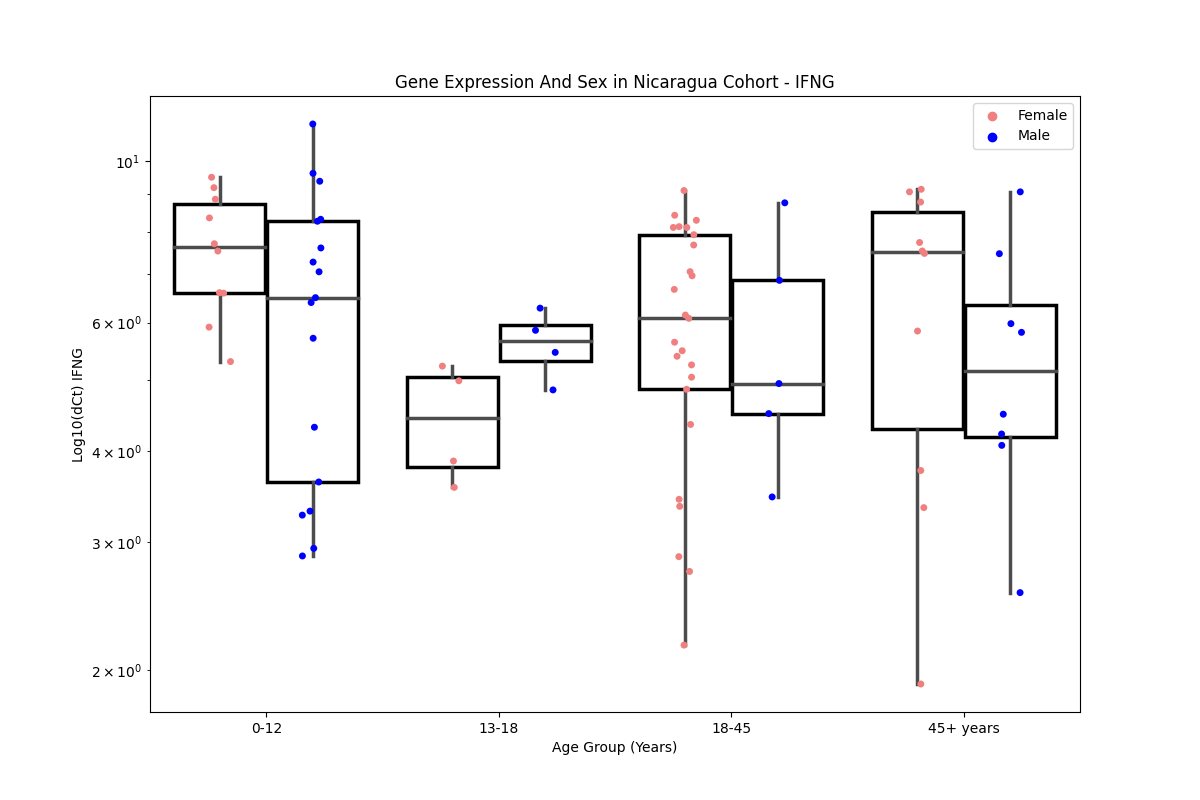 Gene Expression And Sex in Nicaragua Cohort - IFNG
Female
Male
Log10(dCt) IFNG
10¹
6 × 10⁰
4 × 10⁰
3 × 10⁰
2 × 10⁰
0-12
13-18
18-45
45+ years
Age Group (Years)